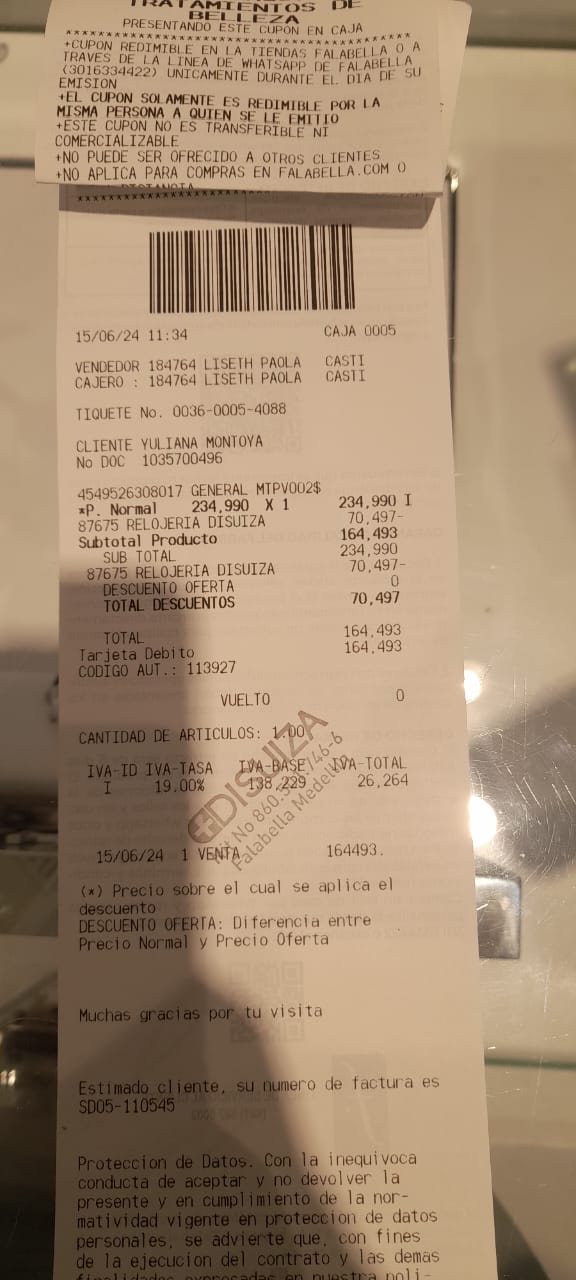 TRATAMIENTOS DE
BELLEZA
PRESENTANDO ESTE CUPON EN CAJA
****************************************
+CUPON REDIMIBLE EN LA TIENDAS FALABELLA O A
TRAVES DE LA LINEA DE WHATSAPP DE FALABELLA
(3016334422) UNICAMENTE DURANTE EL DIA DE SU
EMISION
+EL CUPON SOLAMENTE ES REDIMIBLE POR LA
MISMA PERSONA A QUIEN SE LE EMITIO
+ESTE CUPON NO ES TRANSFERIBLE NI
COMERCIALIZABLE
+NO PUEDE SER OFRECIDO A OTROS CLIENTES
+NO APLICA PARA COMPRAS EN FALABELLA.COM O
DISTANCIA
15/06/24 11:34 CAJA 0005
VENDEDOR 184764 LISETH PAOLA CASTI
CAJERO : 184764 LISETH PAOLA CASTI
TIQUETE No. 0036-0005-4088
CLIENTE YULIANA MONTOYA
No DOC 1035700496
4549526308017 GENERAL MTPV002$
*P. Normal 234,990 X 1 234,990 I
87675 RELOJERIA DISUIZA 70,497-
Subtotal Producto 164,493
SUB TOTAL 234,990
87675 RELOJERIA DISUIZA 70,497-
DESCUENTO OFERTA 0
TOTAL DESCUENTOS 70,497
TOTAL 164,493
Tarjeta Debito 164,493
CODIGO AUT.: 113927
VUELTO 0
CANTIDAD DE ARTICULOS: 1.00
IVA-ID IVA-TASA IVA-BASE IVA-TOTAL
I 19.00% 138,229 26,264
DISUIZA
Nit No 860.
Falabella Medellin
15/06/24 1 VENTA 164493.
(*) Precio sobre el cual se aplica el
descuento
DESCUENTO OFERTA: Diferencia entre
Precio Normal y Precio Oferta
Muchas gracias por tu visita
Estimado cliente, su numero de factura es
SD05-110545
Proteccion de Datos. Con la inequivoca
conducta de aceptar y no devolver la
presente y en cumplimiento de la nor-
matividad vigente en proteccion de datos
personales, se advierte que, con fines
de la ejecucion del contrato y las demas
finalidades expresadas en nuestra poli-